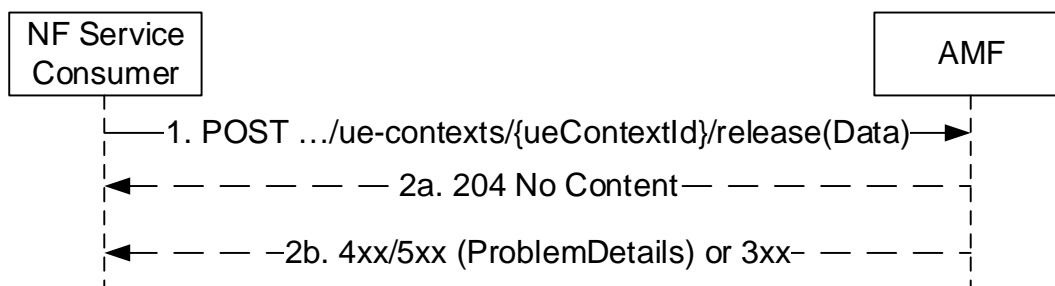 NF Service
Consumer
AMF
1. POST …/ue-contexts/{ueContextId}/release(Data)
2a. 204 No Content
2b. 4xx/5xx (ProblemDetails) or 3xx